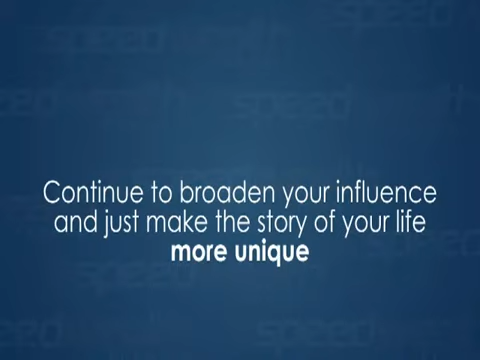 Continue to broaden your influence
and just make the story of your life
more unique